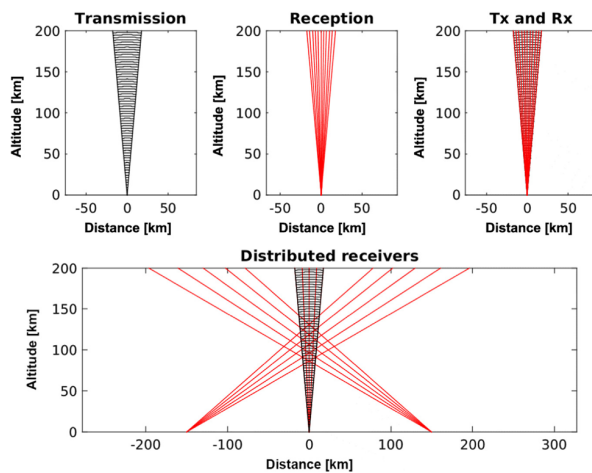 Transmission
Reception
Tx and Rx
200
150
100
50
0
-50 0 50
Altitude [km]
Distance [km]
200
150
100
50
0
-50 0 50
Altitude [km]
Distance [km]
200
150
100
50
0
-50 0 50
Altitude [km]
Distance [km]
Distributed receivers
200
150
100
50
0
-200 -100 0 100 200 300
Altitude [km]
Distance [km]